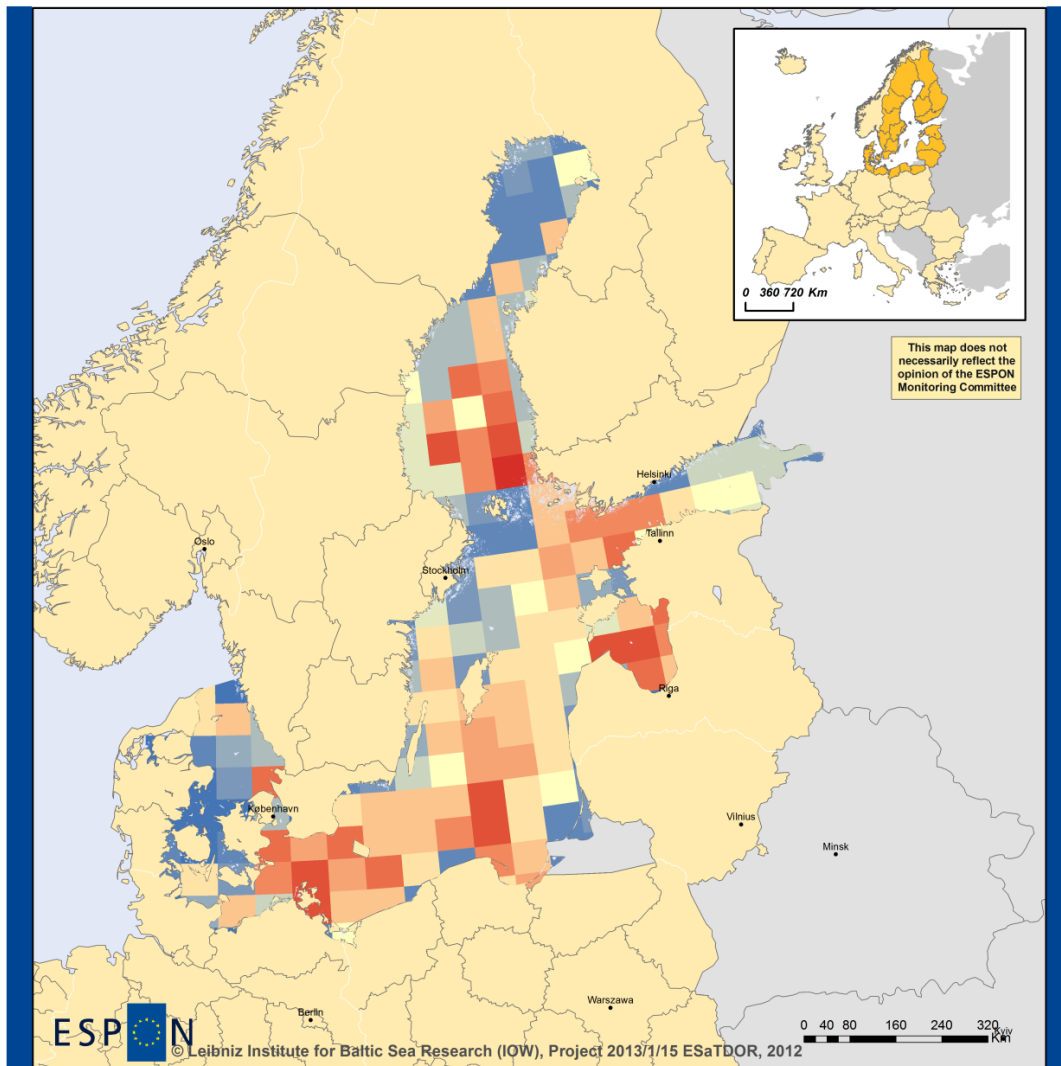 0 360 720 Km
This map does not
necessarily reflect the
opinion of the ESPON
Monitoring Committee
Helsinki
Oslo
Tallinn
Stockholm
Riga
København
Vilnius
Minsk
Warszawa
Berlin
ESPON
0 40 80 160 240 320
Kyiv
Km
© Leibniz Institute for Baltic Sea Research (IOW), Project 2013/1/15 ESaTDOR, 2012